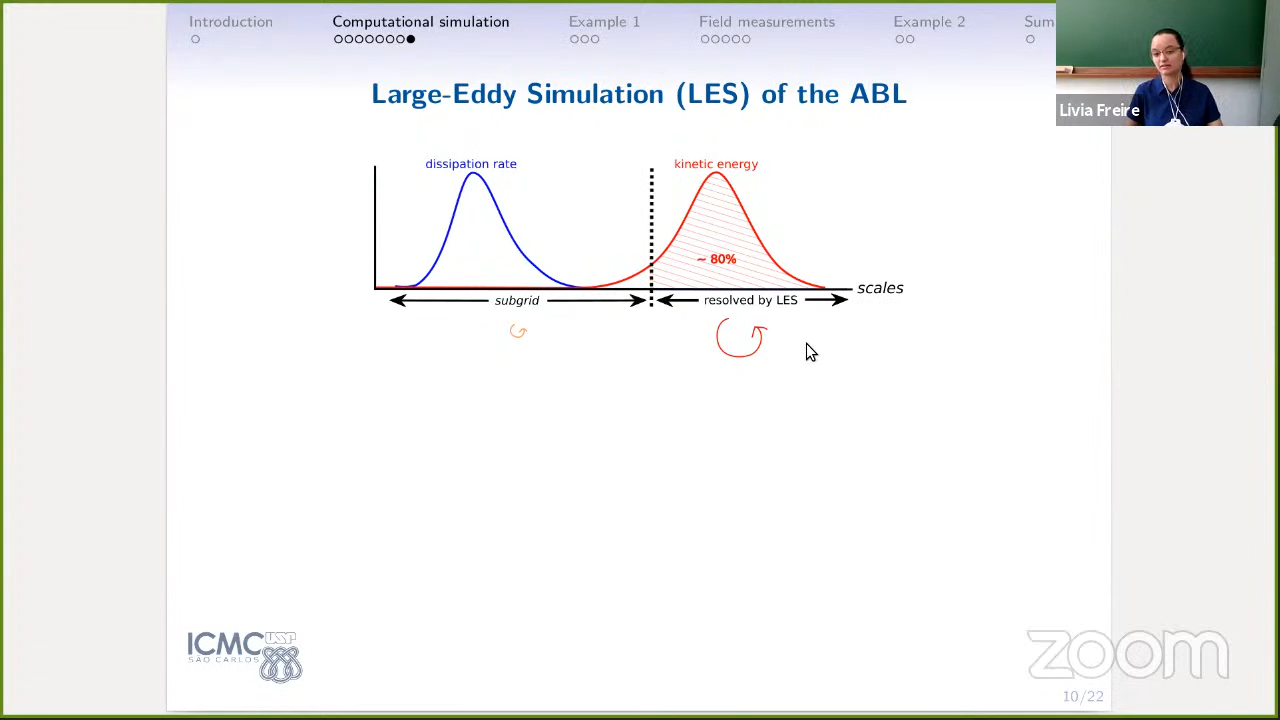 Introduction
Computational simulation
Example 1
Field measurements
Example 2
Sum
Livia Freire
Large-Eddy Simulation (LES) of the ABL
dissipation rate
kinetic energy
~ 80%
scales
subgrid
resolved by LES
ICMC USP
SÃO CARLOS
zoom
10/22